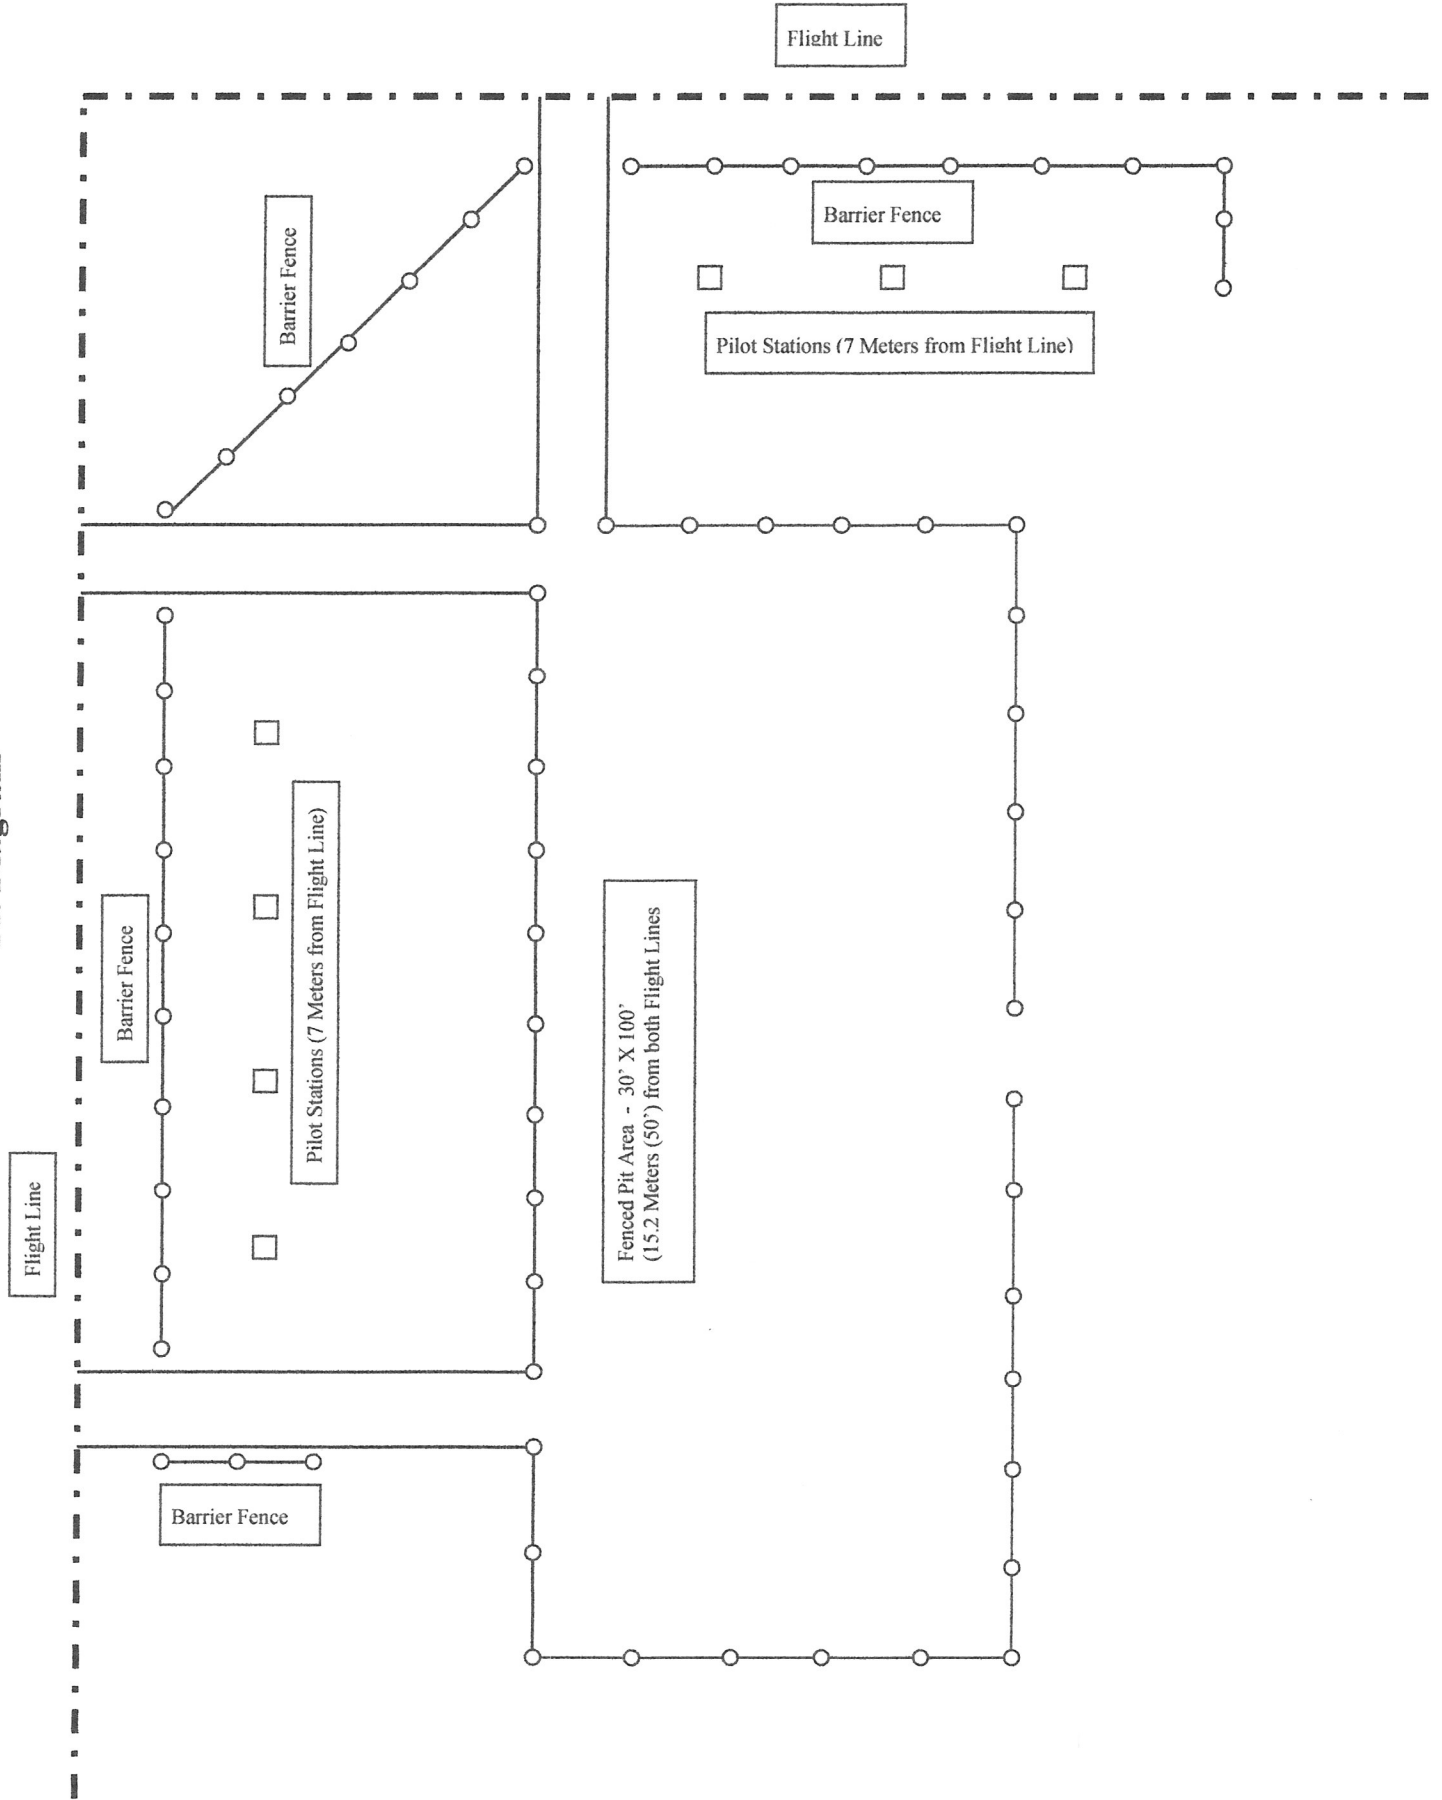 Flight Line
Barrier Fence
Barrier Fence
Pilot Stations (7 Meters from Flight Line)
Pilot Stations (7 Meters from Flight Line)
Barrier Fence
Fenced Pit Area - 30' X 100'
(15.2 Meters (50') from both Flight Lines
Flight Line
Barrier Fence